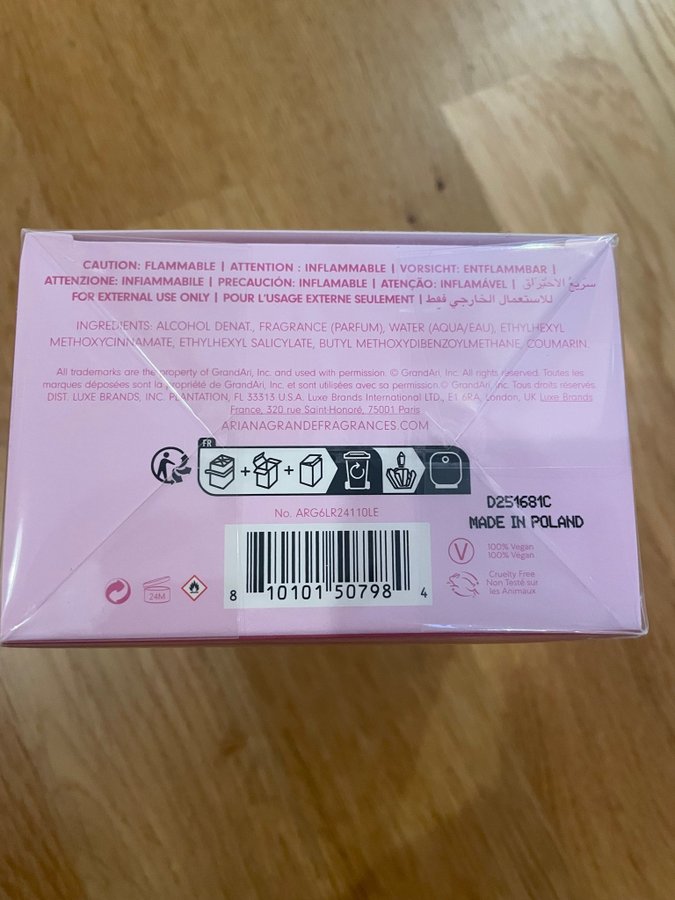 CAUTION: FLAMMABLE | ATTENTION : INFLAMMABLE | VORSICHT: ENTFLAMMBAR |
ATTENZIONE: INFIAMMABILE | PRECAUCIÓN: INFLAMABLE | ATENÇÃO: INFLAMÁVEL | سريع الاحتراق
FOR EXTERNAL USE ONLY | POUR L'USAGE EXTERNE SEULEMENT | للاستعمال الخارجي فقط
INGREDIENTS: ALCOHOL DENAT, FRAGRANCE (PARFUM), WATER (AQUA/EAU), ETHYLHEXYL
METHOXYCINNAMATE, ETHYLHEXYL SALICYLATE, BUTYL METHOXYDIBENZOYLMETHANE, COUMARIN.
All trademarks are the property of GrandAri, Inc. and used with permission. © GrandAri, Inc. All rights reserved. Toutes les
marques déposées sont la propriété de GrandAri, Inc. et sont utilisées avec sa permission.© GrandAri, Inc. Tous droits réservés.
DIST. LUXE BRANDS, INC. PLANTATION, FL 33313 U.S.A. Luxe Brands International LTD., E1 6RA, London, UK Luxe Brands
France, 320 rue Saint-Honoré, 75001 Paris
ARIANAGRANDEFRAGRANCES.COM
FR
No. ARG6LR24110LE
D251681C
MADE IN POLAND
100% Vegan
100% Vegan
Cruelty Free
Non Testé sur
les Animaux
24M
8 10101 50798 4